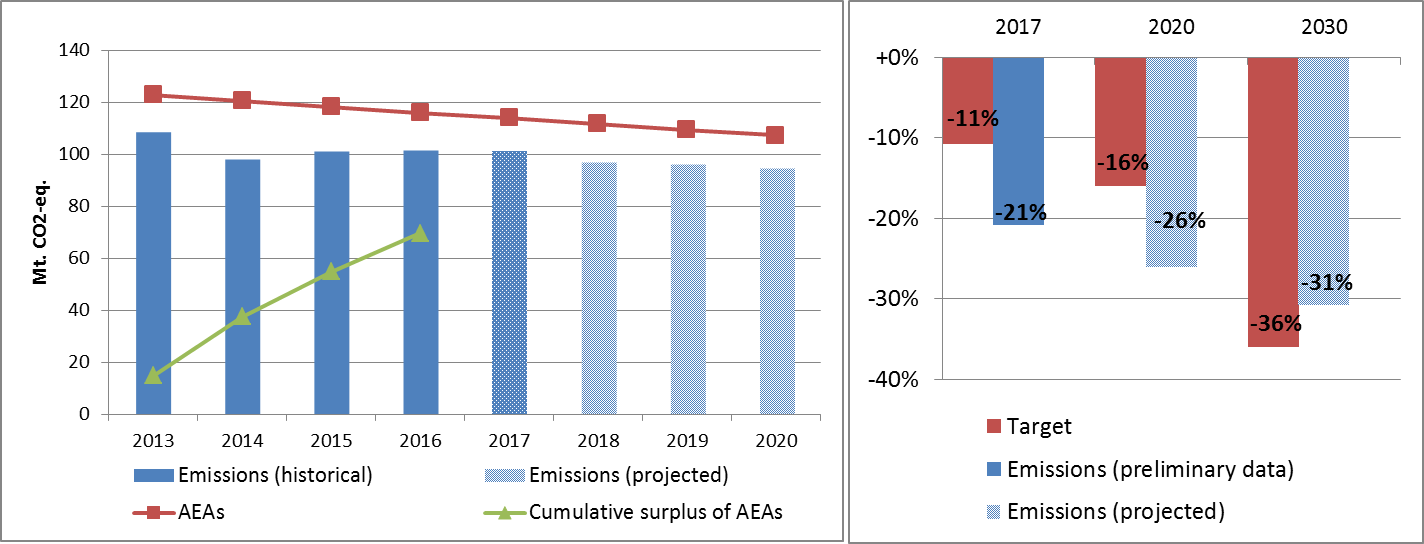 140
120
100
80
60
40
20
0
Mt. CO2-eq.
2013 2014 2015 2016 2017 2018 2019 2020
Emissions (historical) Emissions (projected)
AEAs Cumulative surplus of AEAs
2017 2020 2030
+0%
-10%
-20%
-30%
-40%
-11%
-21%
-16%
-26%
-36%
-31%
Target
Emissions (preliminary data)
Emissions (projected)